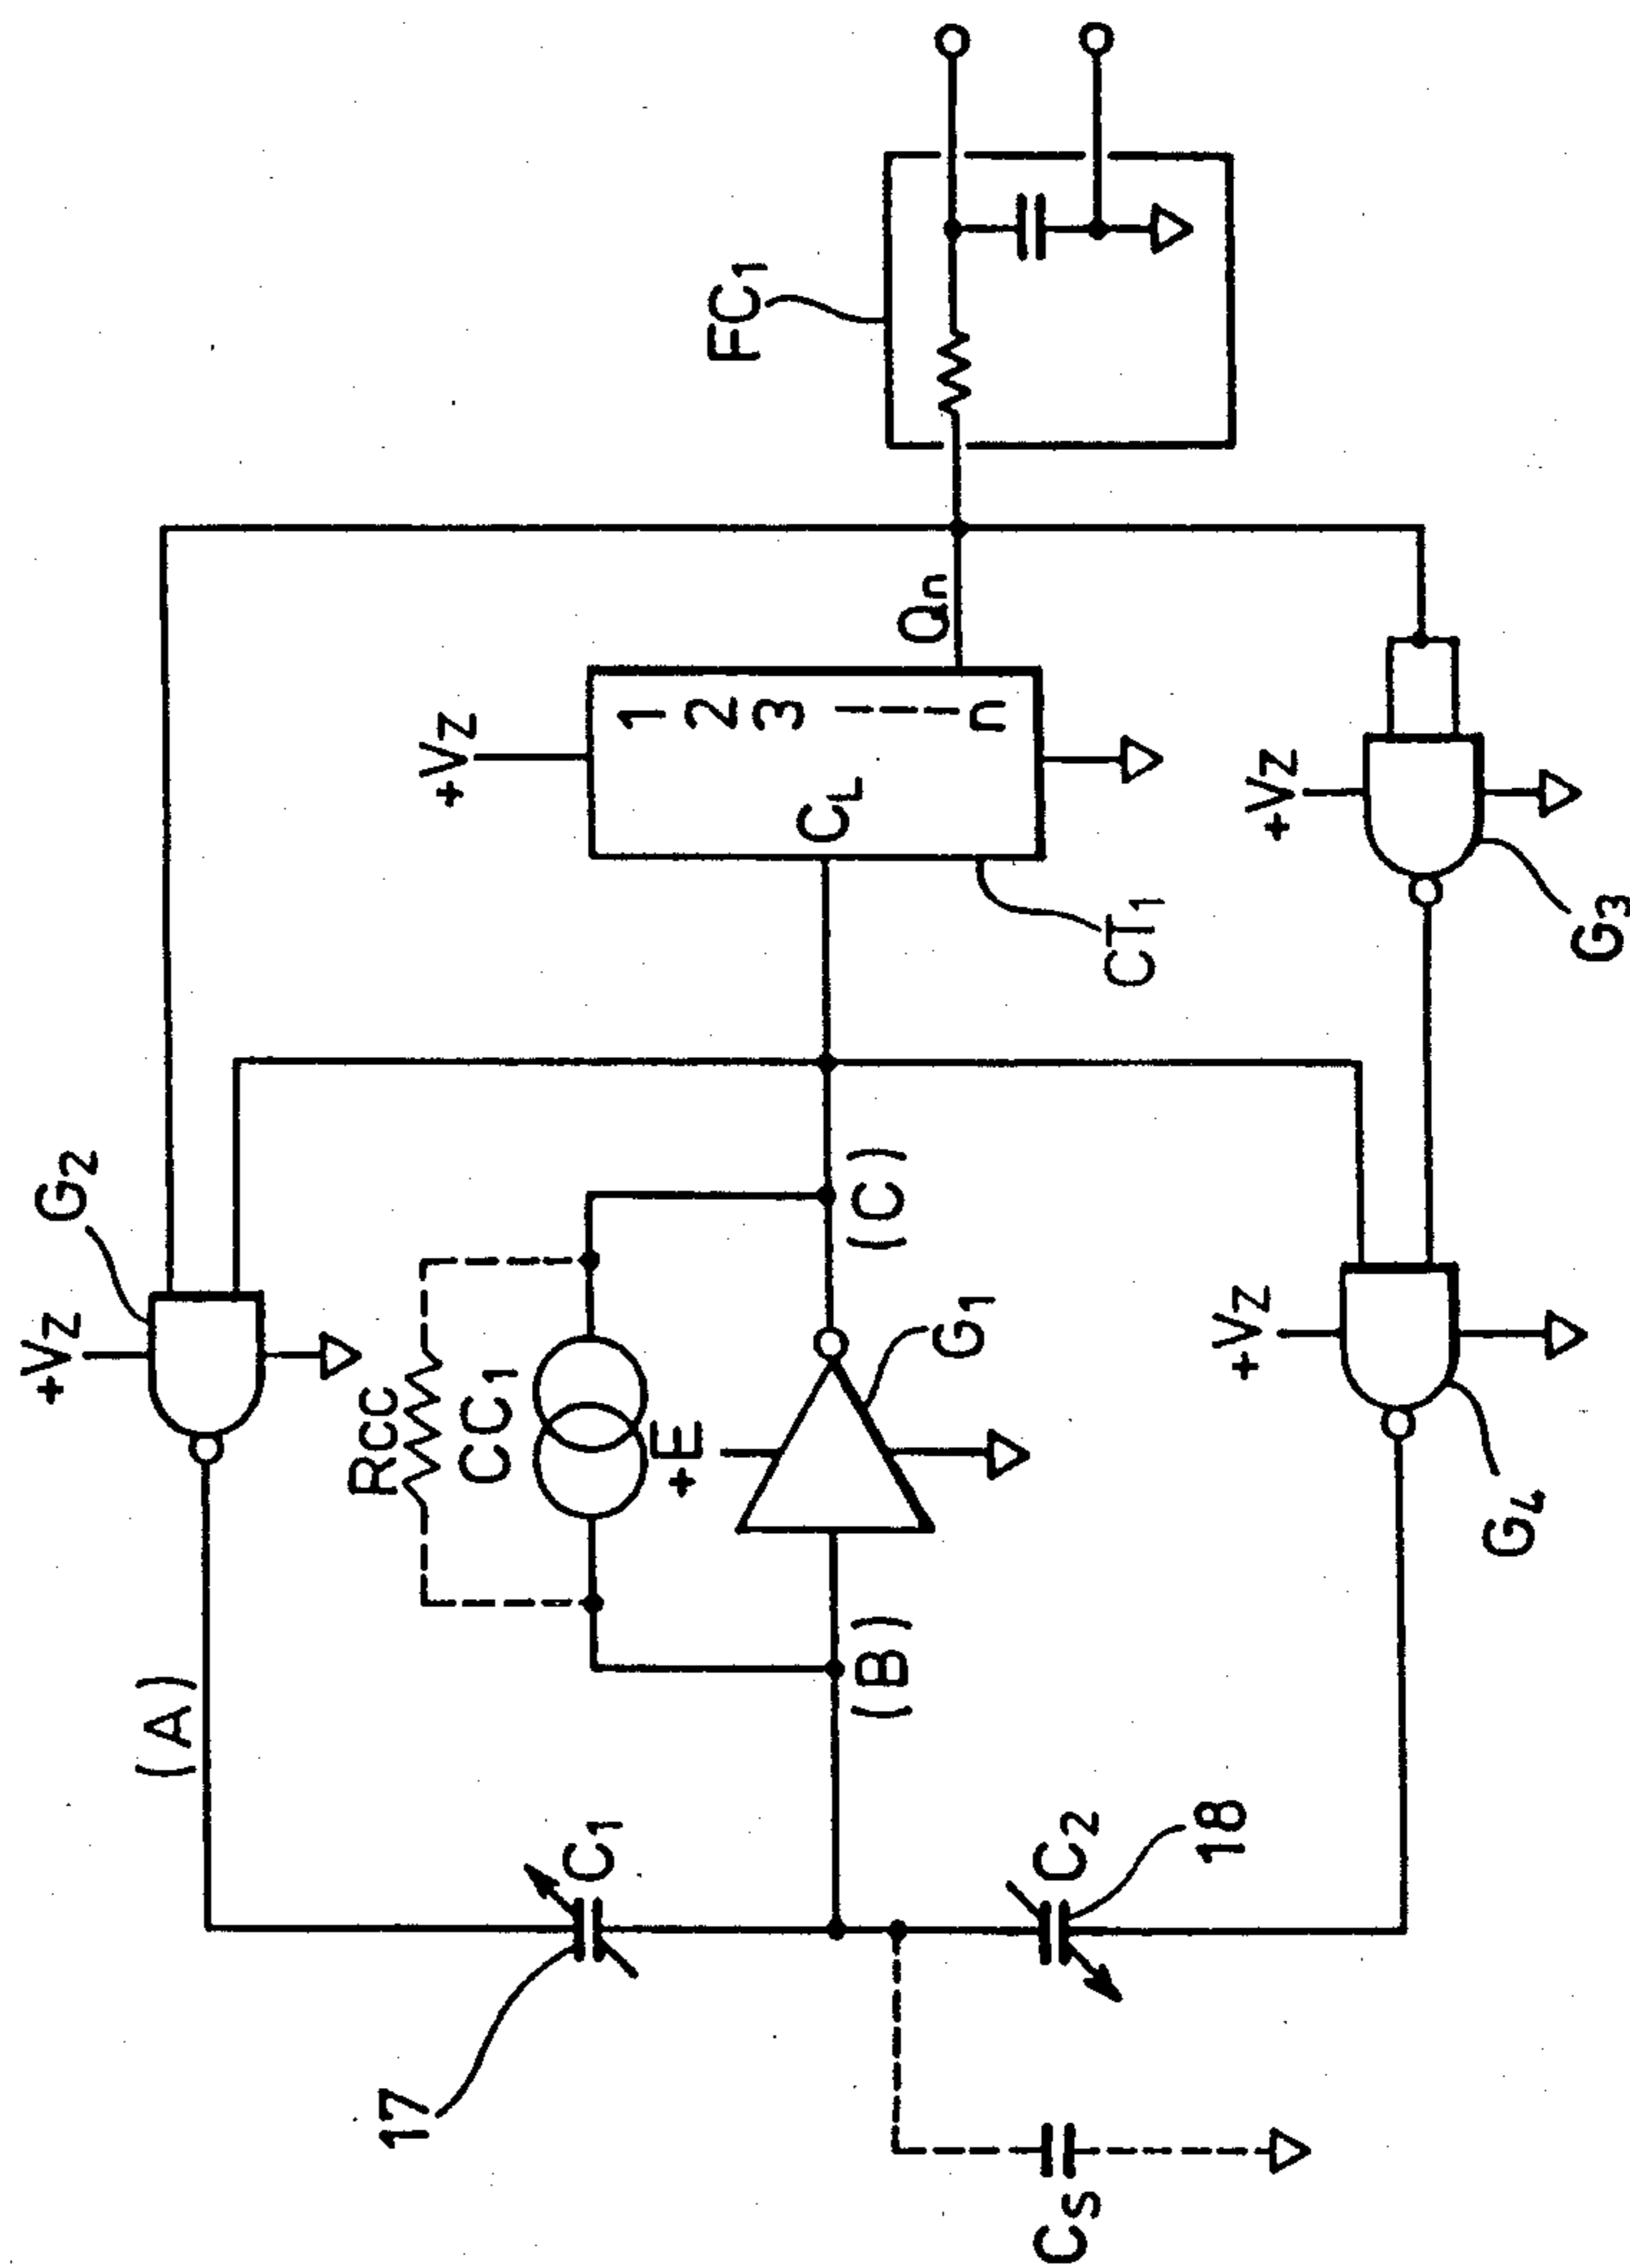 G2
+Vz
(A)
Rcc
CC1
+E
G1
(B)
(C)
17
C1
C2
18
Cs
+Vz
G4
+Vz
G3
+Vz
CL
1
2
3
n
Qn
CT1
FC1